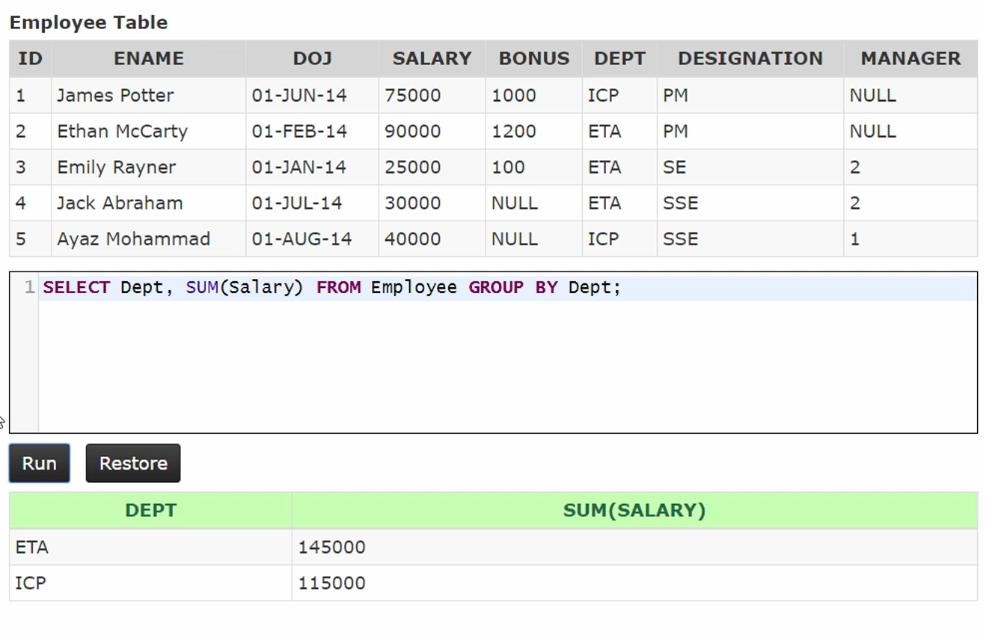 Employee Table
ID ENAME DOJ SALARY BONUS DEPT DESIGNATION MANAGER
1 James Potter 01-JUN-14 75000 1000 ICP PM NULL
2 Ethan McCarty 01-FEB-14 90000 1200 ETA PM NULL
3 Emily Rayner 01-JAN-14 25000 100 ETA SE 2
4 Jack Abraham 01-JUL-14 30000 NULL ETA SSE 2
5 Ayaz Mohammad 01-AUG-14 40000 NULL ICP SSE 1
1 SELECT Dept, SUM(Salary) FROM Employee GROUP BY Dept;
Run Restore
DEPT SUM(SALARY)
ETA 145000
ICP 115000